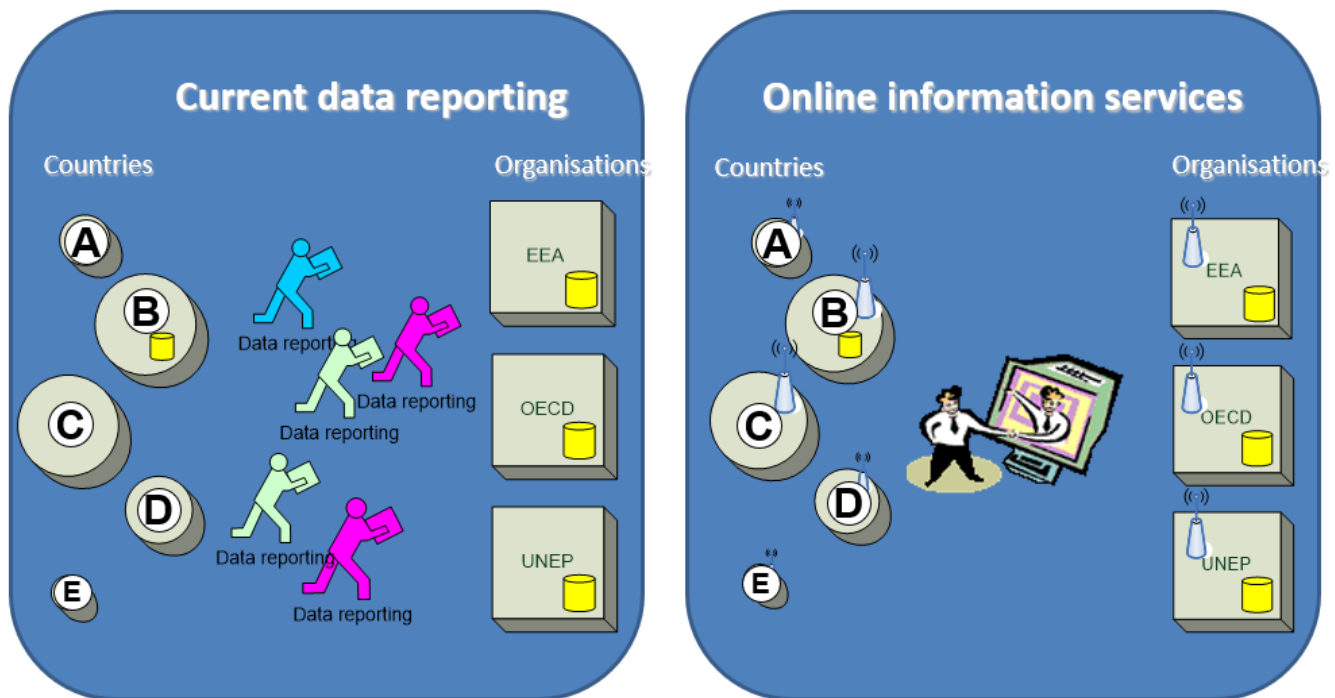 Current data reporting
Countries
Organisations
A
B
C
D
E
Data reporting
Data reporting
Data reporting
Data reporting
Data reporting
EEA
OECD
UNEP
Online information services
Countries
Organisations
A
B
C
D
E
EEA
OECD
UNEP